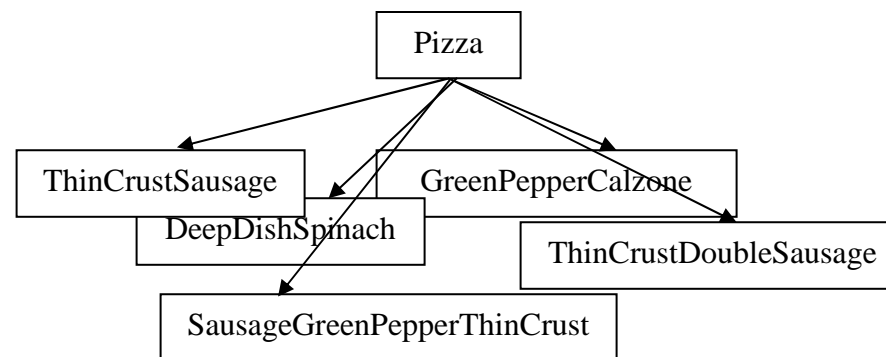 Pizza
ThinCrustSausage
GreenPepperCalzone
DeepDishSpinach
ThinCrustDoubleSausage
SausageGreenPepperThinCrust